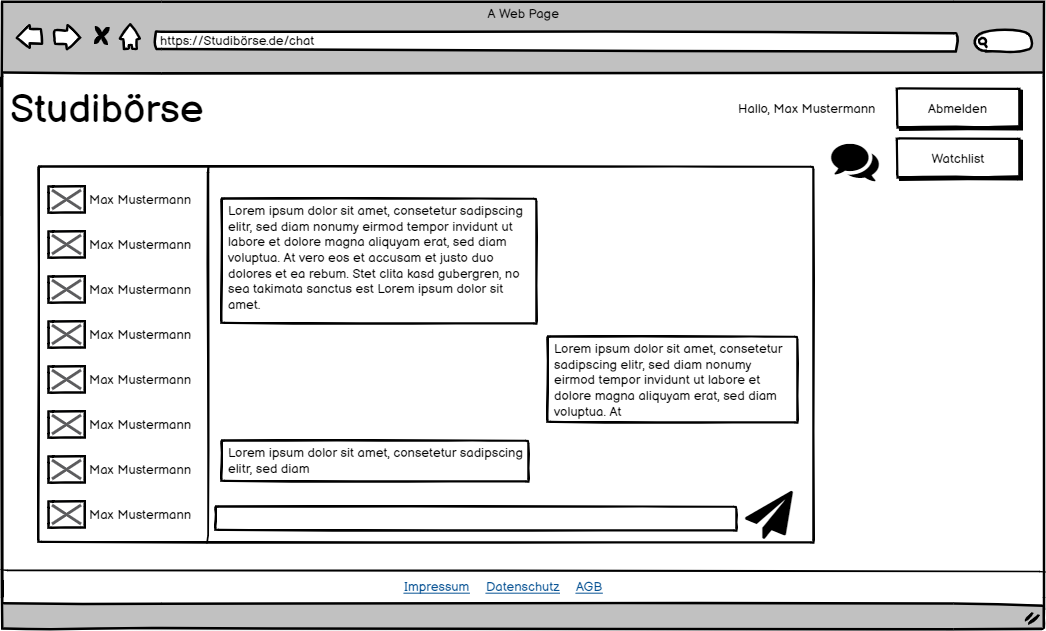 A Web Page
https://Studibörse.de/chat
Studibörse
Hallo, Max Mustermann
Abmelden
Watchlist
Max Mustermann
Max Mustermann
Max Mustermann
Max Mustermann
Max Mustermann
Max Mustermann
Max Mustermann
Max Mustermann
Lorem ipsum dolor sit amet, consetetur sadipscing
elitr, sed diam nonumy eirmod tempor invidunt ut
labore et dolore magna aliquyam erat, sed diam
voluptua. At vero eos et accusam et justo duo
dolores et ea rebum. Stet clita kasd gubergren, no
sea takimata sanctus est Lorem ipsum dolor sit
amet.
Lorem ipsum dolor sit amet, consetetur
sadipscing elitr, sed diam nonumy
eirmod tempor invidunt ut labore et
dolore magna aliquyam erat, sed diam
voluptua. At
Lorem ipsum dolor sit amet, consetetur sadipscing
elitr, sed diam
Impressum Datenschutz AGB